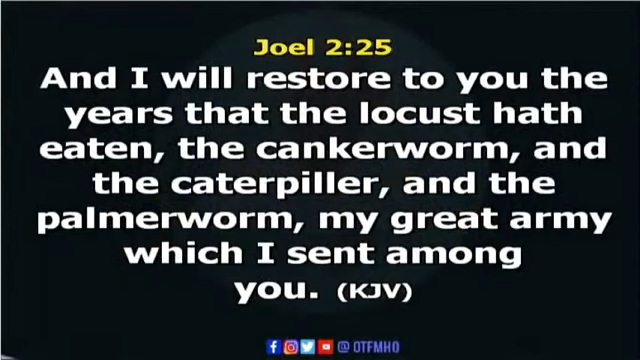 Joel 2:25
And I will restore to you the
years that the locust hath
eaten, the cankerworm, and
the caterpiller, and the
palmerworm, my great army
which I sent among
you. (KJV)
@ OTFMHQ